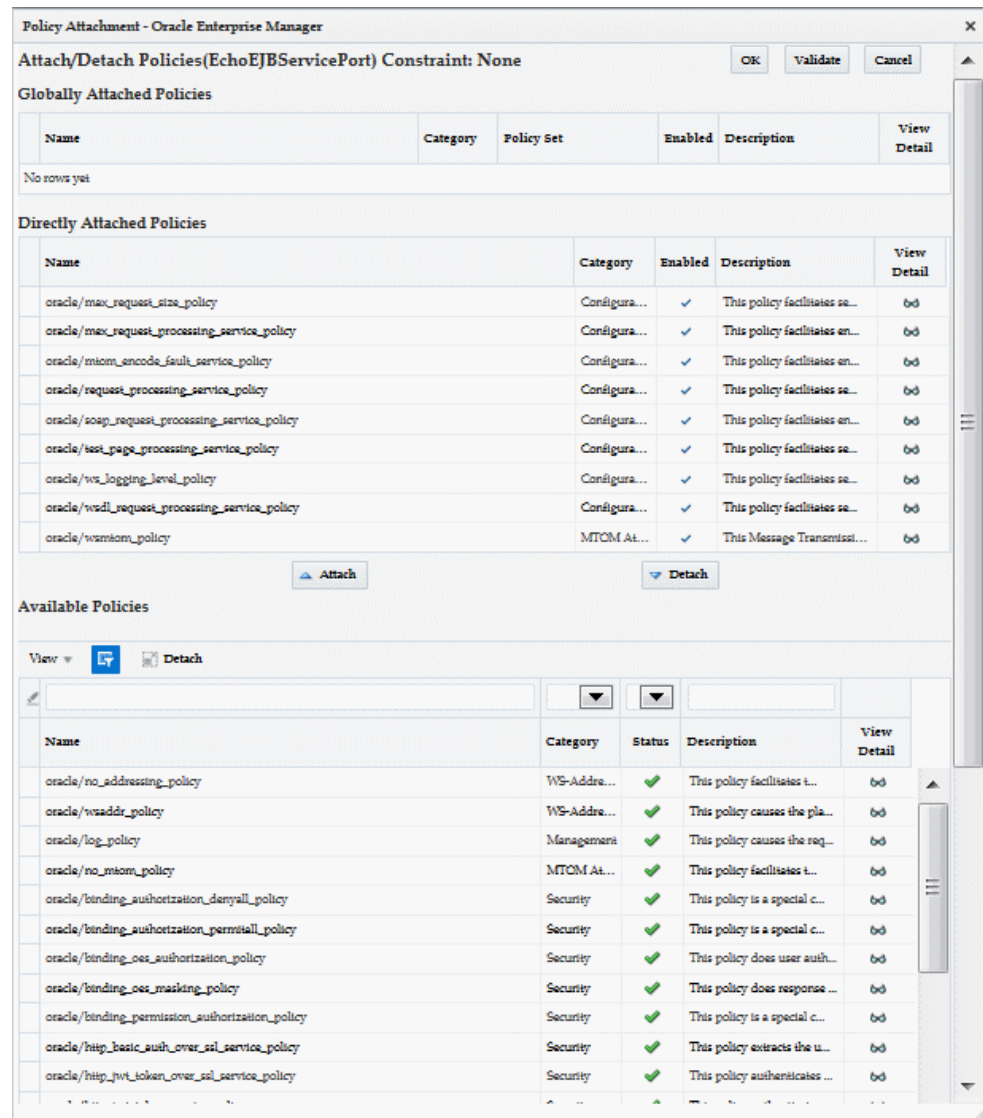 Policy Attachment - Oracle Enterprise Manager
Attach/Detach Policies(EchoEJBServicePort) Constraint: None OK Validate Cancel
Globally Attached Policies
Name Category Policy Set Enabled Description View Detail
No rows yet
Directly Attached Policies
Name Category Enabled Description View Detail
oracle/max_request_size_policy Configura... This policy facilitates se...
oracle/mex_request_processing_service_policy Configura... This policy facilitates en...
oracle/mtom_encode_fault_service_policy Configura... This policy facilitates en...
oracle/request_processing_service_policy Configura... This policy facilitates se...
oracle/soap_request_processing_service_policy Configura... This policy facilitates en...
oracle/test_page_processing_service_policy Configura... This policy facilitates se...
oracle/ws_logging_level_policy Configura... This policy facilitates se...
oracle/wsdl_request_processing_service_policy Configura... This policy facilitates se...
oracle/wsmtom_policy MTOM At... This Message Transmissi...
Attach Detach
Available Policies
View Detach
Name Category Status Description View Detail
oracle/no_addressing_policy WS-Addre... This policy facilitates t...
oracle/wsaddr_policy WS-Addre... This policy causes the pla...
oracle/log_policy Management This policy causes the req...
oracle/no_mtom_policy MTOM At... This policy facilitates t...
oracle/binding_authorization_denyall_policy Security This policy is a special c...
oracle/binding_authorization_permitall_policy Security This policy is a special c...
oracle/binding_oes_authorization_policy Security This policy does user auth...
oracle/binding_oes_masking_policy Security This policy does response ...
oracle/binding_permission_authorization_policy Security This policy is a special c...
oracle/http_basic_auth_over_ssl_service_policy Security This policy extracts the u...
oracle/http_jwt_token_over_ssl_service_policy Security This policy authenticates ...